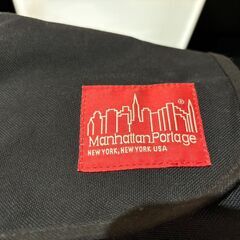 ®
Manhattan Portage
NEW YORK, NEW YORK USA